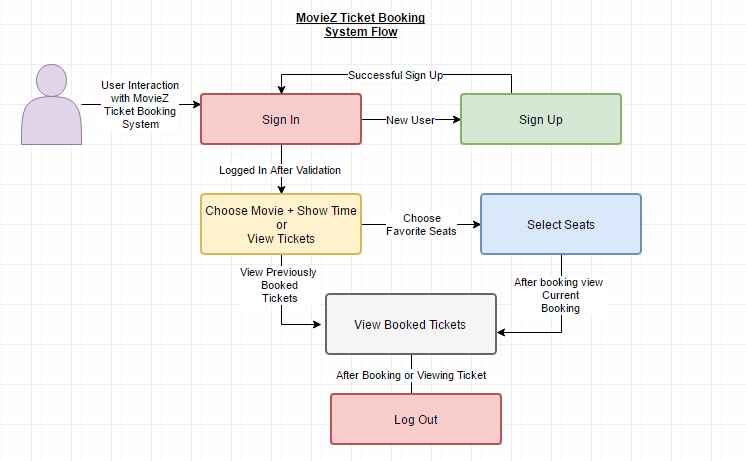 MovieZ Ticket Booking
System Flow
Successful Sign Up
User Interaction
with MovieZ
Ticket Booking
System
Sign In
New User
Sign Up
Logged In After Validation
Choose Movie + Show Time
or
View Tickets
Choose
Favorite Seats
Select Seats
View Previously
Booked
Tickets
After booking view
Current
Booking
View Booked Tickets
After Booking or Viewing Ticket
Log Out